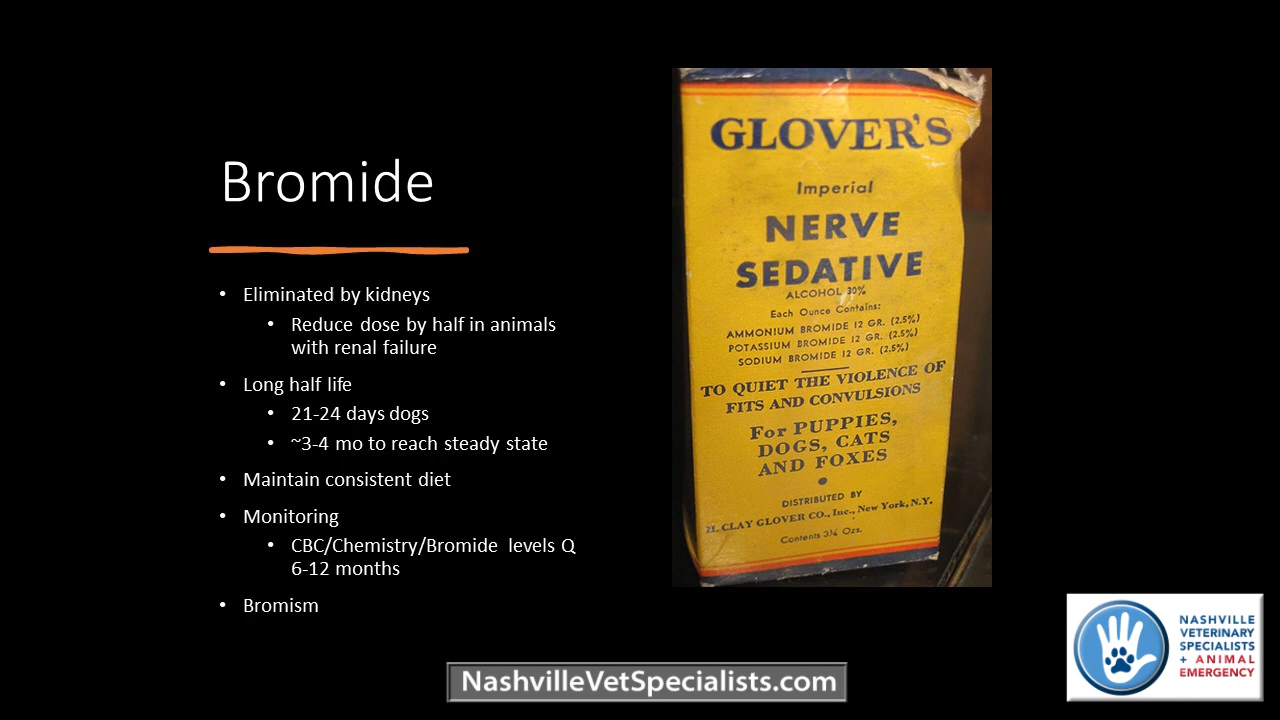 Bromide
• Eliminated by kidneys
• Reduce dose by half in animals
with renal failure
• Long half life
• 21-24 days dogs
• ~3-4 mo to reach steady state
• Maintain consistent diet
• Monitoring
• CBC/Chemistry/Bromide levels Q
6-12 months
• Bromism
GLOVER'S
Imperial
NERVE
SEDATIVE
ALCOHOL 30%
Each Ounce Contains:
AMMONIUM BROMIDE 12 GR. (2.5%)
POTASSIUM BROMIDE 12 GR. (2.5%)
SODIUM BROMIDE 12 GR. (2.5%)
TO QUIET THE VIOLENCE OF
FITS AND CONVULSIONS
For PUPPIES,
DOGS, CATS
AND FOXES
DISTRIBUTED BY
H. CLAY GLOVER CO., Inc., New York, N.Y.
Contents 3¼ Ozs.
NashvilleVetSpecialists.com
NASHVILLE
VETERINARY
SPECIALISTS
+ ANIMAL
EMERGENCY